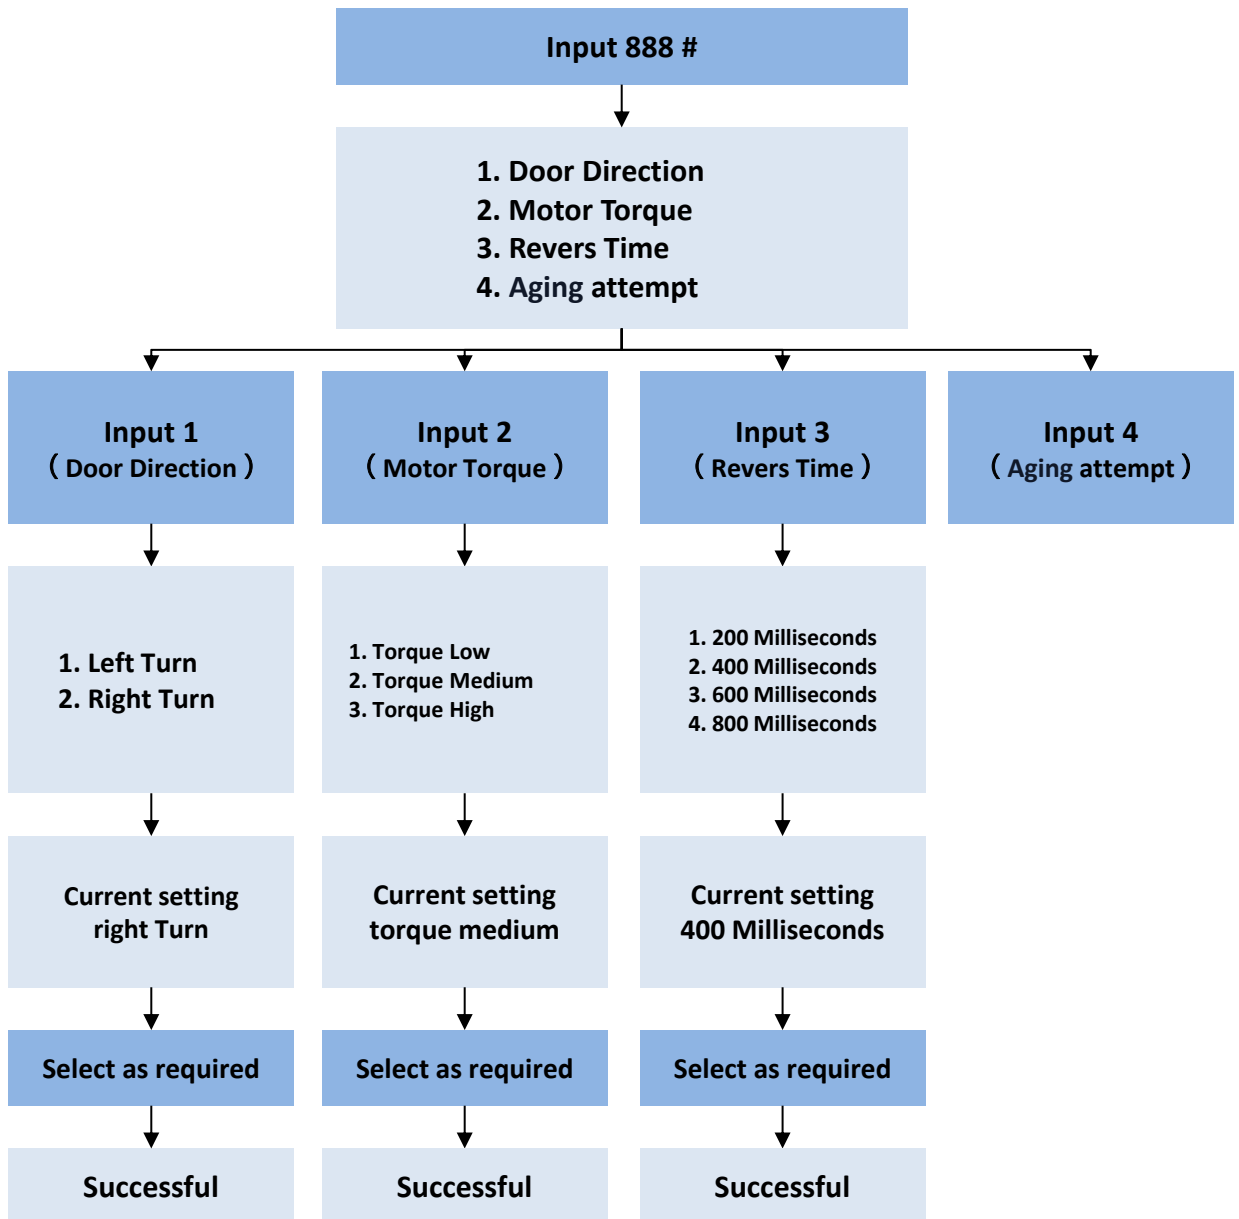 Input 888 #
1. Door Direction
2. Motor Torque
3. Revers Time
4. Aging attempt
Input 1
( Door Direction )
Input 2
( Motor Torque )
Input 3
( Revers Time )
Input 4
( Aging attempt )
1. Left Turn
2. Right Turn
1. Torque Low
2. Torque Medium
3. Torque High
1. 200 Milliseconds
2. 400 Milliseconds
3. 600 Milliseconds
4. 800 Milliseconds
Current setting
right Turn
Current setting
torque medium
Current setting
400 Milliseconds
Select as required
Select as required
Select as required
Successful
Successful
Successful